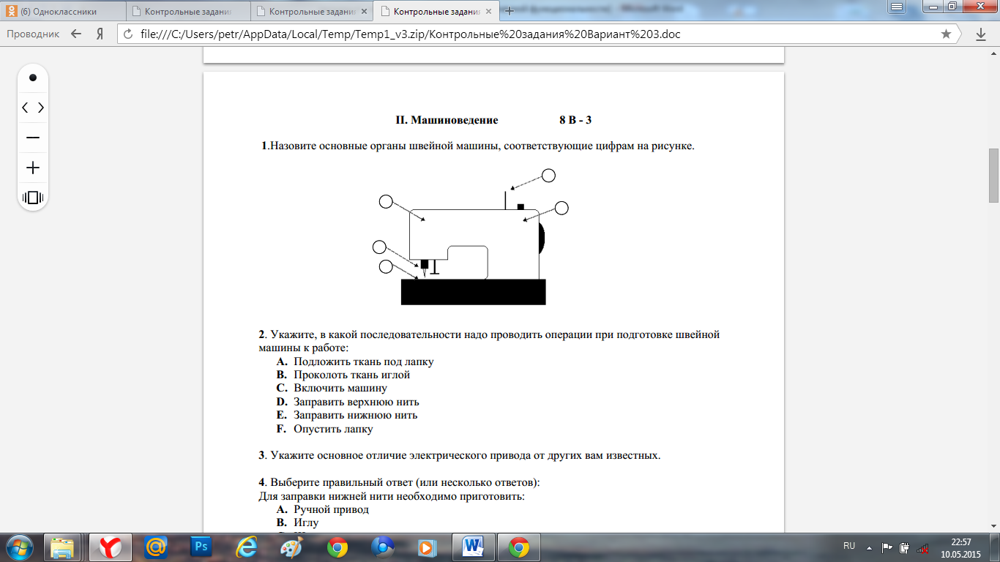 (6) Одноклассники
Контрольные задани
Контрольные задани
Контрольные задани
Проводник
Я
file:///C:/Users/petr/AppData/Local/Temp/Temp1_v3.zip/Контрольные%20задания%20Вариант%203.doc
II. Машиноведение 8 В - 3
1.Назовите основные органы швейной машины, соответствующие цифрам на рисунке.
2. Укажите, в какой последовательности надо проводить операции при подготовке швейной
машины к работе:
A. Подложить ткань под лапку
B. Проколоть ткань иглой
C. Включить машину
D. Заправить верхнюю нить
E. Заправить нижнюю нить
F. Опустить лапку
3. Укажите основное отличие электрического привода от других вам известных.
4. Выберите правильный ответ (или несколько ответов):
Для заправки нижней нити необходимо приготовить:
A. Ручной привод
B. Иглу
Ps
RU
22:57
10.05.2015